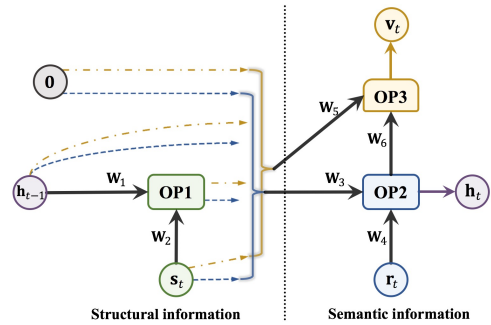 v_t
0
OP3
W_5
W_6
h_{t-1}
W_1
OP1
W_3
OP2
h_t
W_2
W_4
s_t
r_t
Structural information
Semantic information